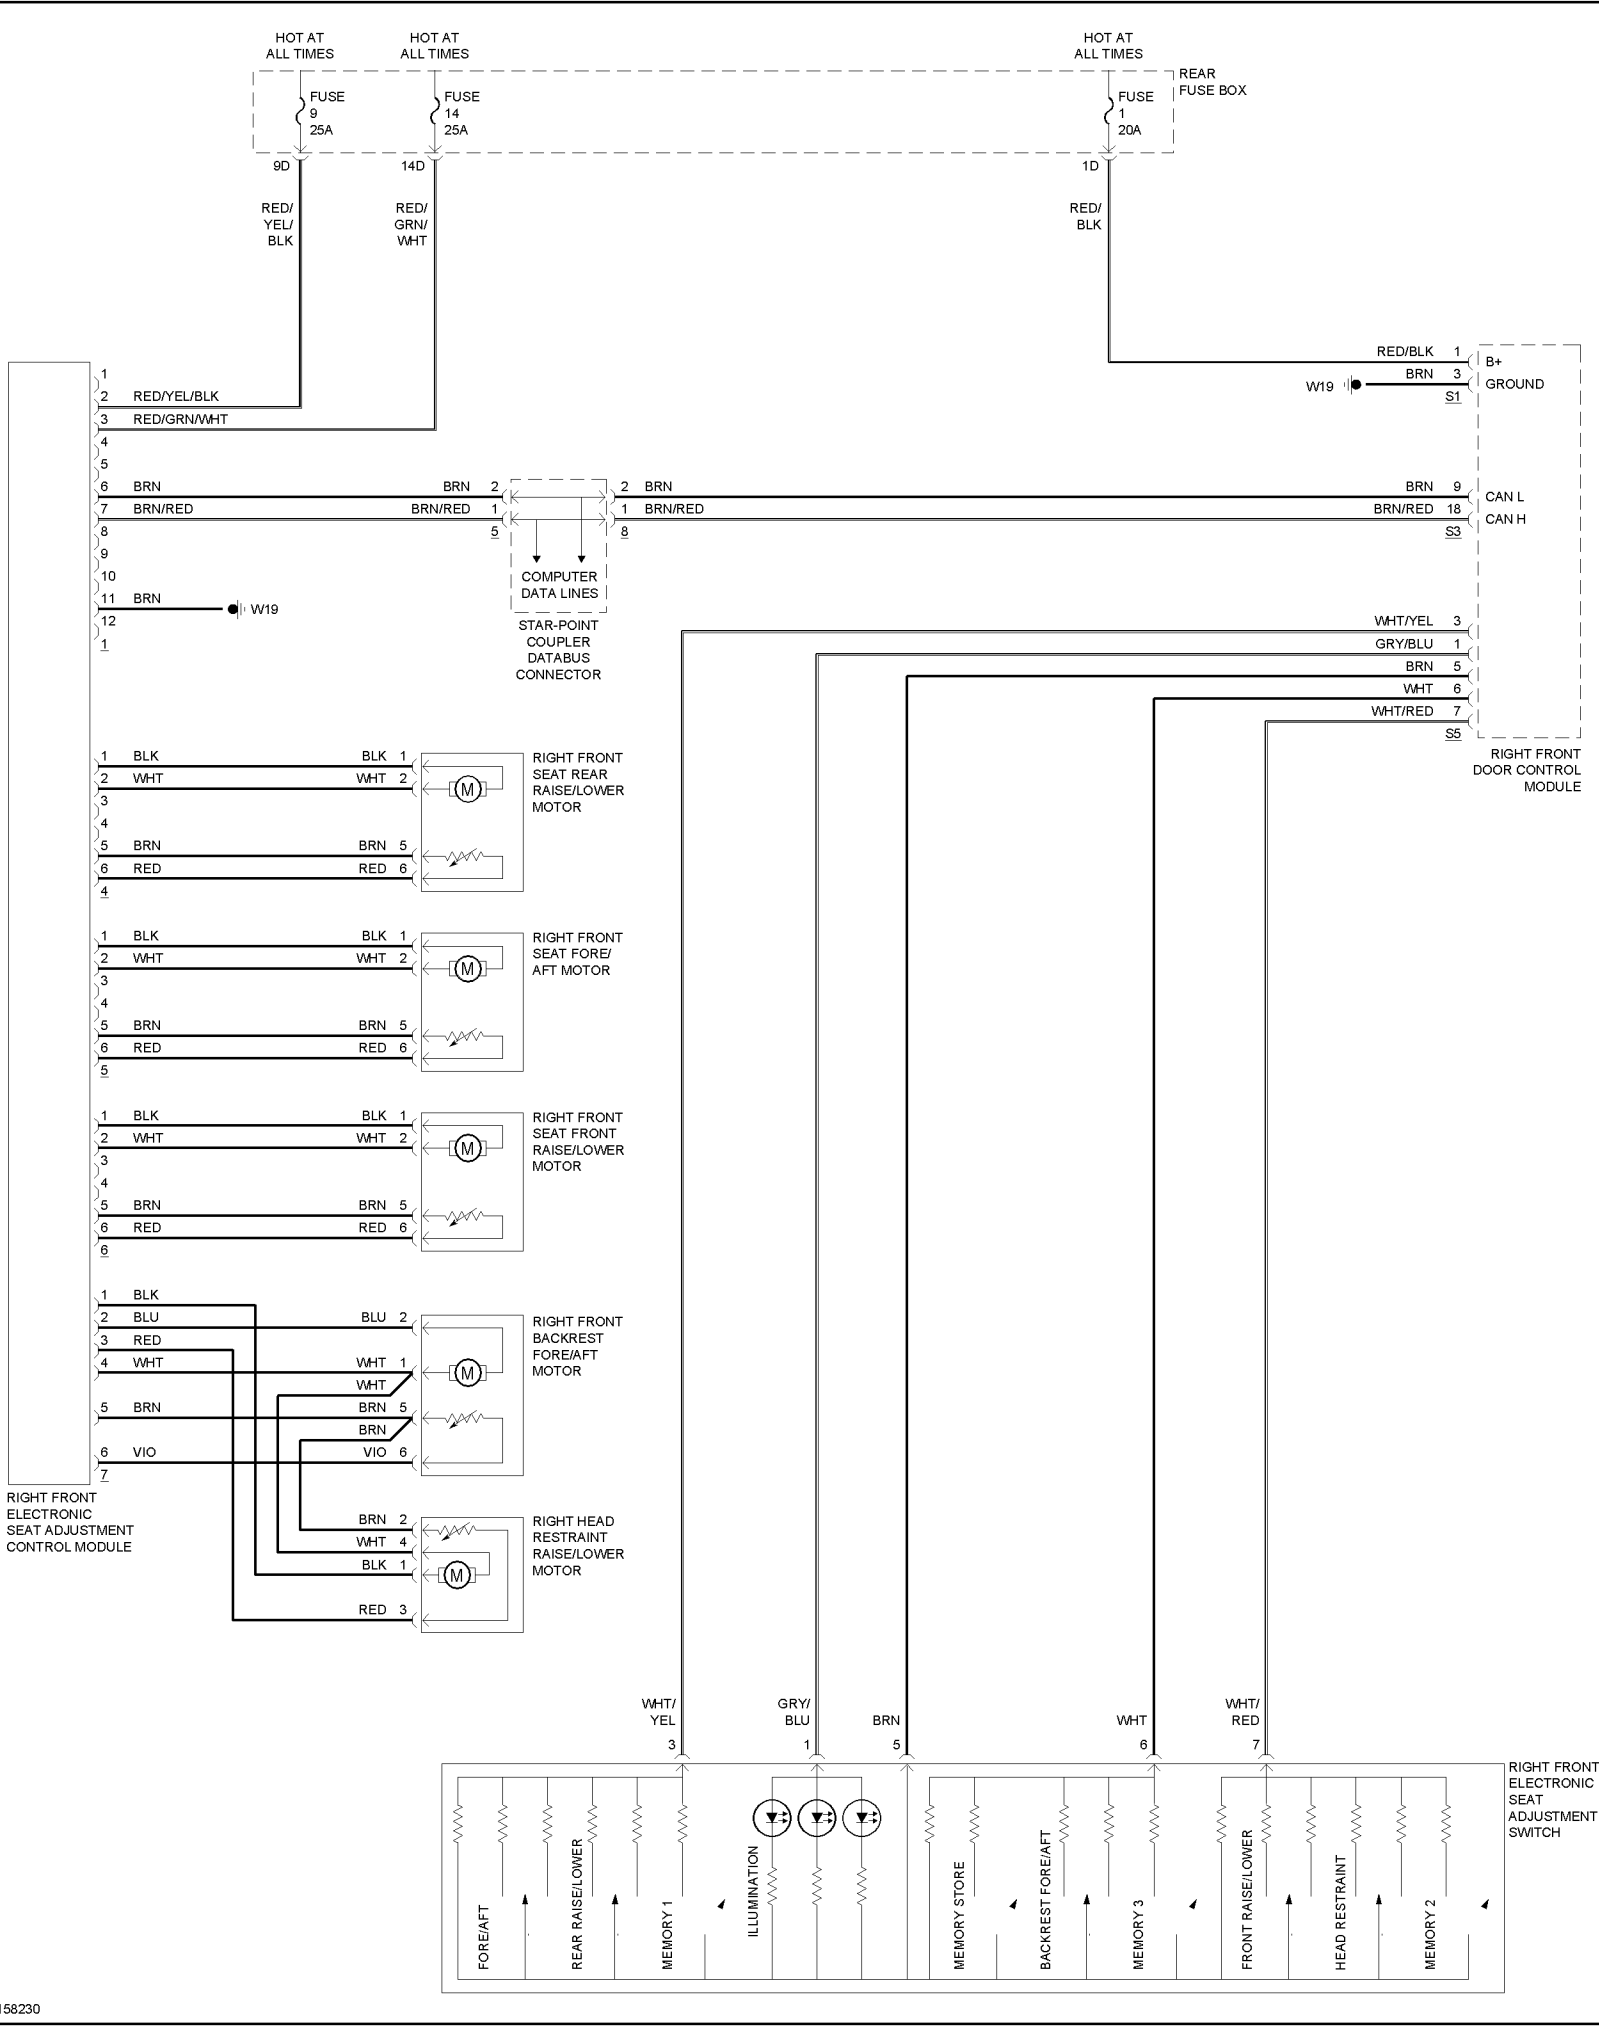 HOT AT
ALL TIMES
HOT AT
ALL TIMES
HOT AT
ALL TIMES
REAR
FUSE BOX
FUSE
9
25A
FUSE
14
25A
FUSE
1
20A
9D
14D
1D
RED/
YEL/
BLK
RED/
GRN/
WHT
RED/
BLK
RED/BLK 1
B+
W19
BRN 3
GROUND
S1
1
2 RED/YEL/BLK
3 RED/GRN/WHT
4
5
6 BRN
BRN 2
2 BRN
BRN 9
CAN L
7 BRN/RED
BRN/RED 1
1 BRN/RED
BRN/RED 18
CAN H
8
5
8
S3
9
10
11 BRN
W19
12
1
COMPUTER
DATA LINES
STAR-POINT
COUPLER
DATABUS
CONNECTOR
WHT/YEL 3
GRY/BLU 1
BRN 5
WHT 6
WHT/RED 7
S5
RIGHT FRONT
DOOR CONTROL
MODULE
1 BLK
BLK 1
2 WHT
WHT 2
3
4
5 BRN
BRN 5
6 RED
RED 6
4
RIGHT FRONT
SEAT REAR
RAISE/LOWER
MOTOR
M
1 BLK
BLK 1
2 WHT
WHT 2
3
4
5 BRN
BRN 5
6 RED
RED 6
5
RIGHT FRONT
SEAT FORE/
AFT MOTOR
M
1 BLK
BLK 1
2 WHT
WHT 2
3
4
5 BRN
BRN 5
6 RED
RED 6
6
RIGHT FRONT
SEAT FRONT
RAISE/LOWER
MOTOR
M
1 BLK
2 BLU
BLU 2
3 RED
4 WHT
WHT 1
WHT
5 BRN
BRN 5
BRN
6 VIO
VIO 6
7
RIGHT FRONT
BACKREST
FORE/AFT
MOTOR
M
RIGHT FRONT
ELECTRONIC
SEAT ADJUSTMENT
CONTROL MODULE
BRN 2
WHT 4
BLK 1
RED 3
RIGHT HEAD
RESTRAINT
RAISE/LOWER
MOTOR
M
WHT/
YEL
3
GRY/
BLU
1
BRN
5
WHT
6
WHT/
RED
7
RIGHT FRONT
ELECTRONIC
SEAT
ADJUSTMENT
SWITCH
FORE/AFT
REAR RAISE/LOWER
MEMORY 1
ILLUMINATION
MEMORY STORE
BACKREST FORE/AFT
MEMORY 3
FRONT RAISE/LOWER
HEAD RESTRAINT
MEMORY 2
158230